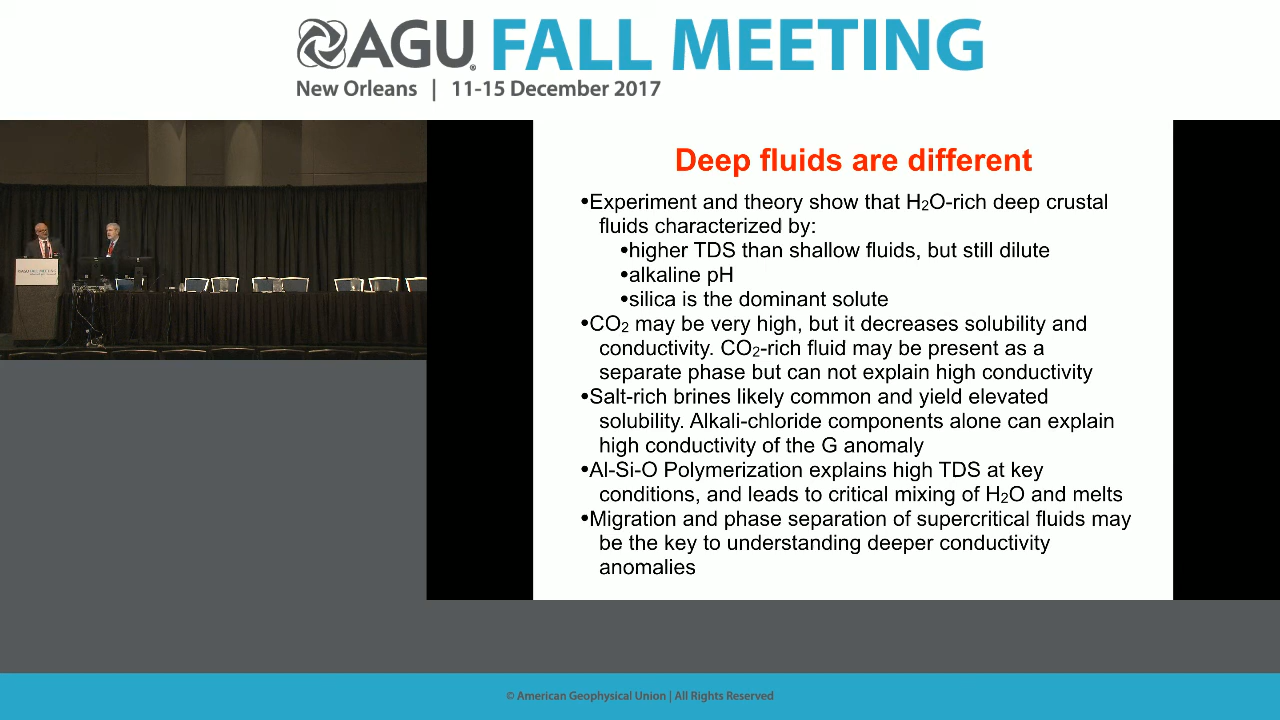 AGU FALL MEETING
New Orleans | 11-15 December 2017
Deep fluids are different
•Experiment and theory show that H₂O-rich deep crustal
fluids characterized by:
•higher TDS than shallow fluids, but still dilute
•alkaline pH
•silica is the dominant solute
•CO₂ may be very high, but it decreases solubility and
conductivity. CO₂-rich fluid may be present as a
separate phase but can not explain high conductivity
•Salt-rich brines likely common and yield elevated
solubility. Alkali-chloride components alone can explain
high conductivity of the G anomaly
•Al-Si-O Polymerization explains high TDS at key
conditions, and leads to critical mixing of H₂O and melts
•Migration and phase separation of supercritical fluids may
be the key to understanding deeper conductivity
anomalies
AGU FALL MEETING
© American Geophysical Union | All Rights Reserved